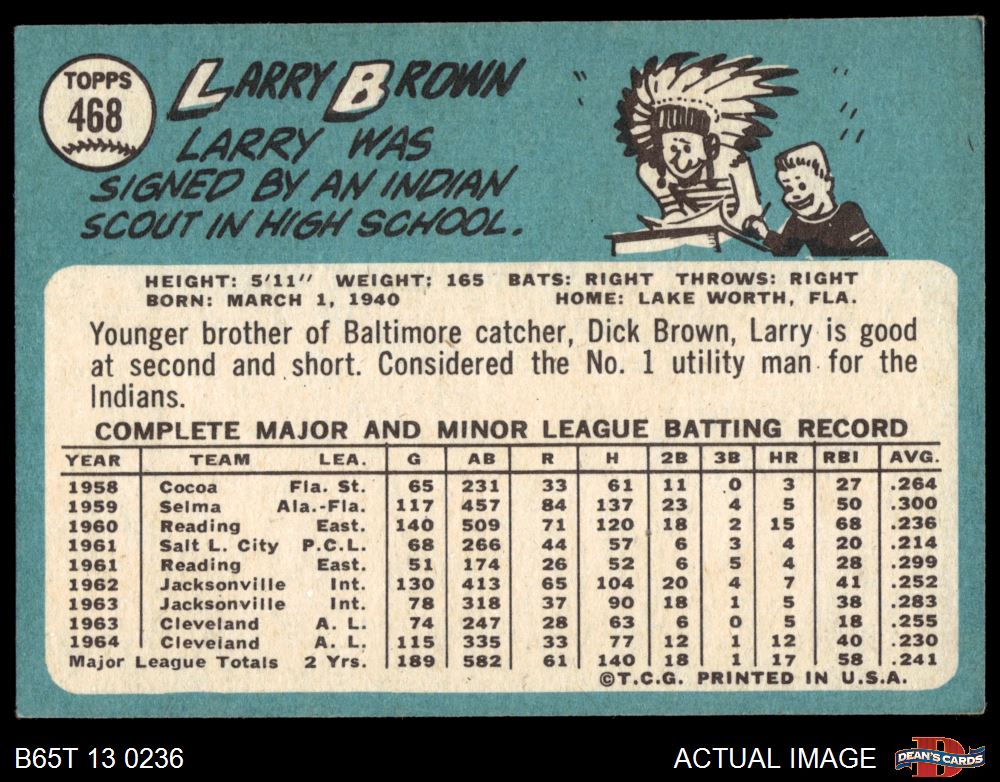 TOPPS
468
LARRY BROWN
LARRY WAS
SIGNED BY AN INDIAN
SCOUT IN HIGH SCHOOL.
HEIGHT: 5'11" WEIGHT: 165 BATS: RIGHT THROWS: RIGHT
BORN: MARCH 1, 1940 HOME: LAKE WORTH, FLA.
Younger brother of Baltimore catcher, Dick Brown, Larry is good
at second and short. Considered the No. 1 utility man for the
Indians.
COMPLETE MAJOR AND MINOR LEAGUE BATTING RECORD
YEAR TEAM LEA. G AB R H 2B 3B HR RBI AVG.
1958 Cocoa Fla. St. 65 231 33 61 11 0 3 27 .264
1959 Selma Ala.-Fla. 117 457 84 137 23 4 5 50 .300
1960 Reading East. 140 509 71 120 18 2 15 68 .236
1961 Salt L. City P.C.L. 68 266 44 57 6 3 4 20 .214
1961 Reading East. 51 174 26 52 6 5 4 28 .299
1962 Jacksonville Int. 130 413 65 104 20 4 7 41 .252
1963 Jacksonville Int. 78 318 37 90 18 1 5 38 .283
1963 Cleveland A. L. 74 247 28 63 6 0 5 18 .255
1964 Cleveland A. L. 115 335 33 77 12 1 12 40 .230
Major League Totals 2 Yrs. 189 582 61 140 18 1 17 58 .241
©T.C.G. PRINTED IN U.S.A.
B65T 13 0236 ACTUAL IMAGE D DEAN'S CARDS